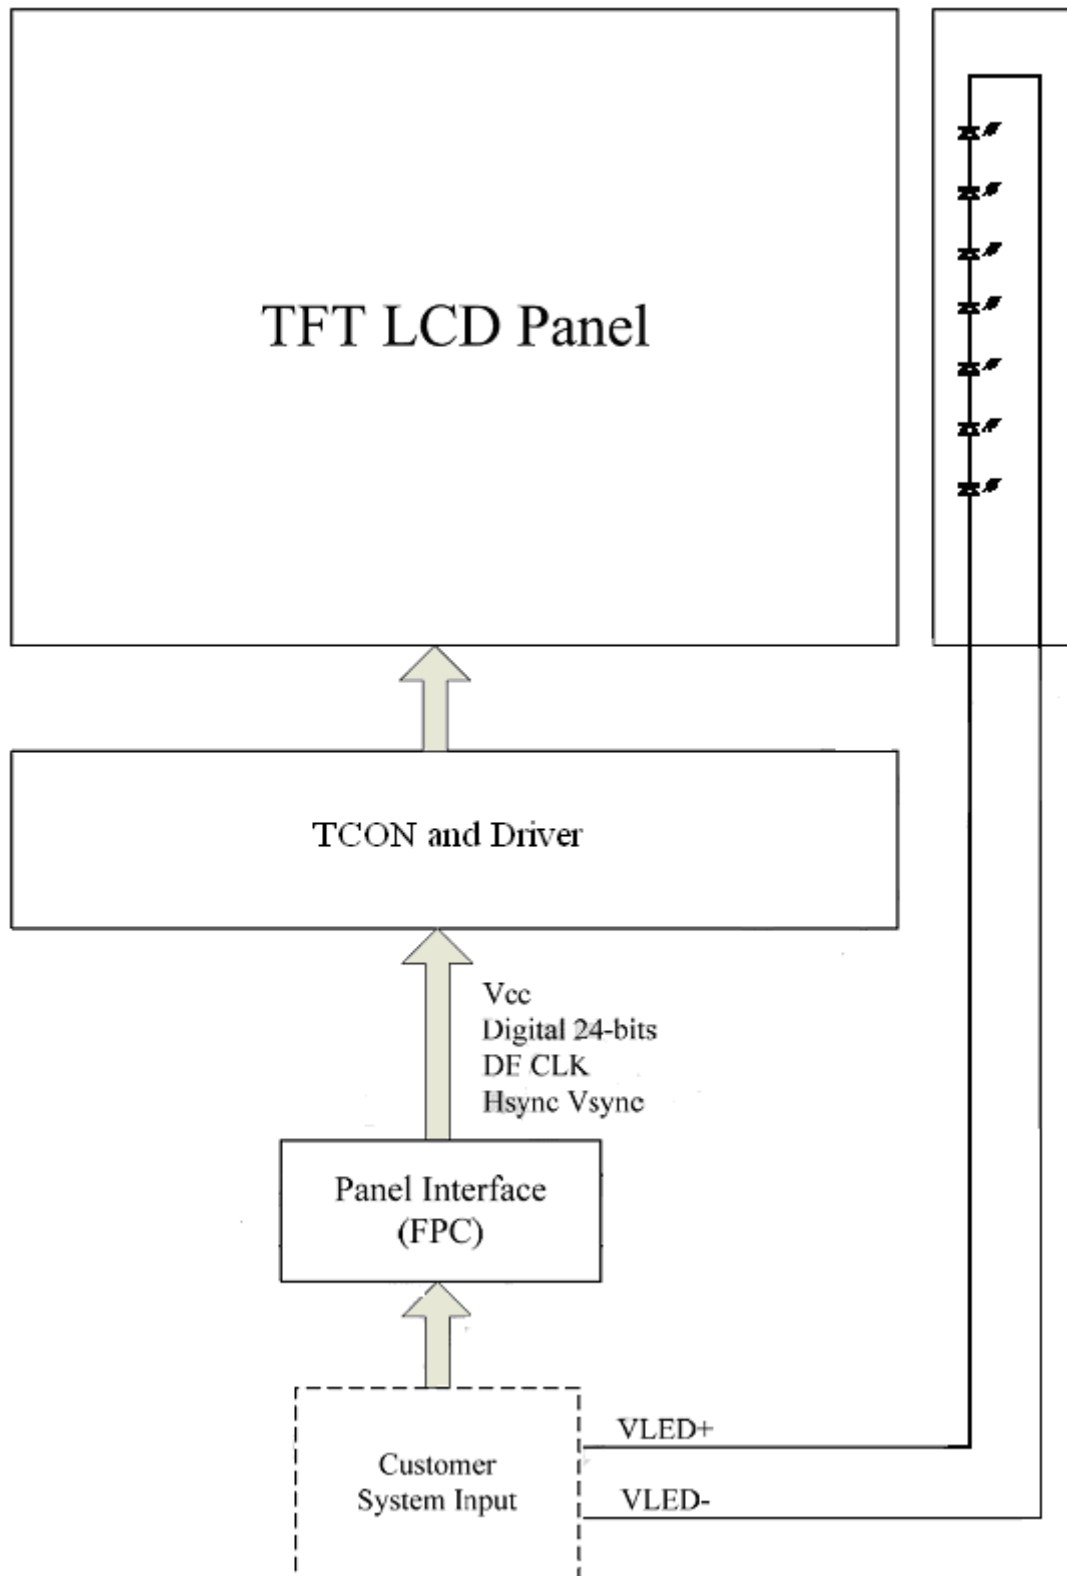 TFT LCD Panel
TCON and Driver
Vcc
Digital 24-bits
DE CLK
Hsync Vsync
Panel Interface
(FPC)
Customer
System Input
VLED+
VLED-